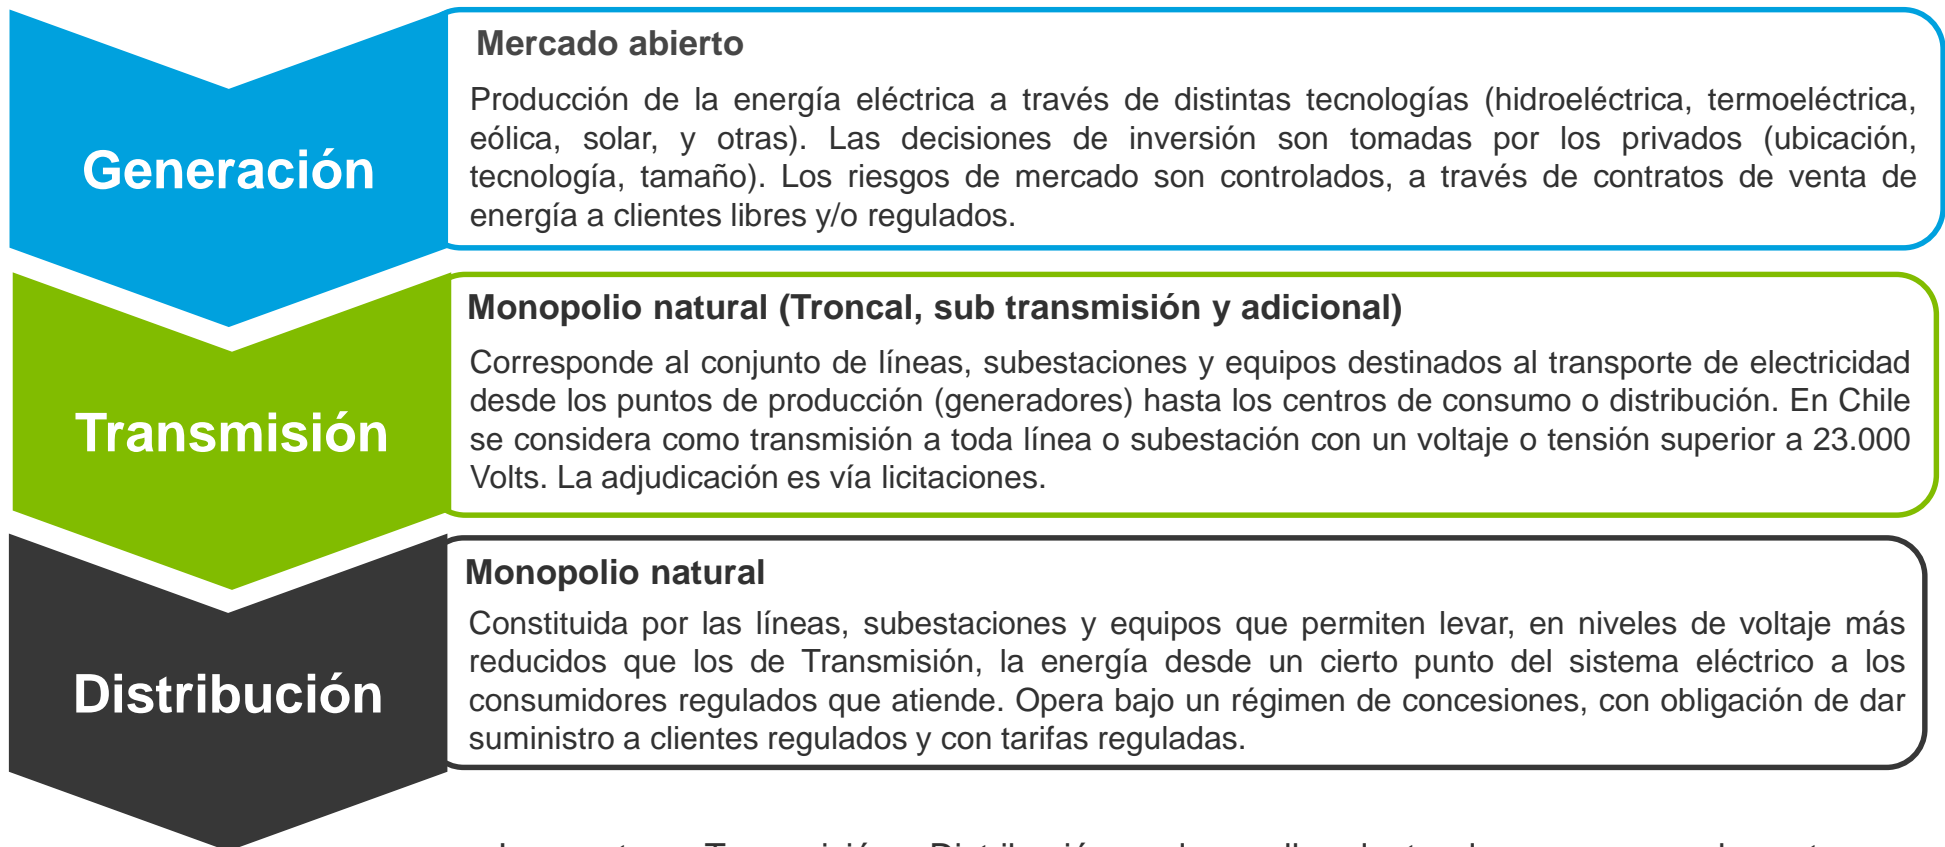 Mercado abierto
Producción de la energía eléctrica a través de distintas tecnologías (hidroeléctrica, termoeléctrica,
eólica, solar, y otras). Las decisiones de inversión son tomadas por los privados (ubicación,
tecnología, tamaño). Los riesgos de mercado son controlados, a través de contratos de venta de
energía a clientes libres y/o regulados.
Generación
Monopolio natural (Troncal, sub transmisión y adicional)
Corresponde al conjunto de líneas, subestaciones y equipos destinados al transporte de electricidad
desde los puntos de producción (generadores) hasta los centros de consumo o distribución. En Chile
se considera como transmisión a toda línea o subestación con un voltaje o tensión superior a 23.000
Volts. La adjudicación es vía licitaciones.
Transmisión
Monopolio natural
Constituida por las líneas, subestaciones y equipos que permiten levar, en niveles de voltaje más
reducidos que los de Transmisión, la energía desde un cierto punto del sistema eléctrico a los
consumidores regulados que atiende. Opera bajo un régimen de concesiones, con obligación de dar
suministro a clientes regulados y con tarifas reguladas.
Distribución
Transmisión Distribución